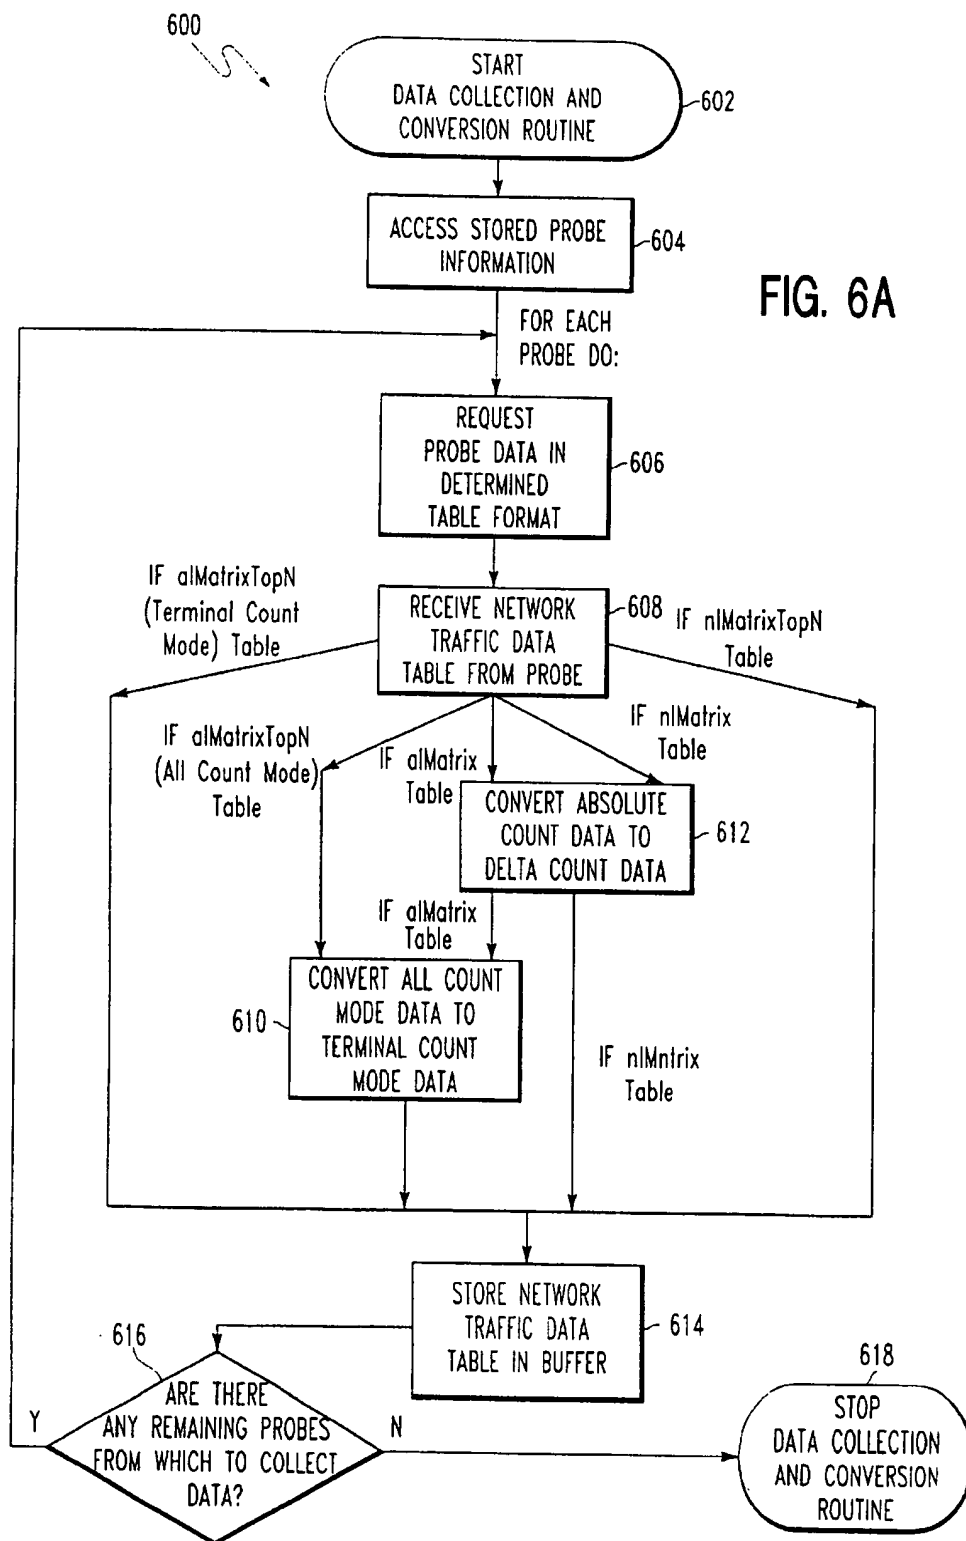 600
START
DATA COLLECTION AND
CONVERSION ROUTINE
602
ACCESS STORED PROBE
INFORMATION
604
FIG. 6A
FOR EACH
PROBE DO:
REQUEST
PROBE DATA IN
DETERMINED
TABLE FORMAT
606
IF alMatrixTopN
(Terminal Count
Mode) Table
RECEIVE NETWORK
TRAFFIC DATA
TABLE FROM PROBE
608
IF nlMatrixTopN
Table
IF alMatrixTopN
(All Count Mode)
Table
IF alMatrix
Table
IF nlMatrix
Table
CONVERT ABSOLUTE
COUNT DATA TO
DELTA COUNT DATA
612
IF alMatrix
Table
CONVERT ALL COUNT
MODE DATA TO
TERMINAL COUNT
MODE DATA
610
IF nlMntrix
Table
STORE NETWORK
TRAFFIC DATA
TABLE IN BUFFER
614
616
ARE THERE
ANY REMAINING PROBES
FROM WHICH TO COLLECT
DATA?
Y
N
618
STOP
DATA COLLECTION
AND CONVERSION
ROUTINE